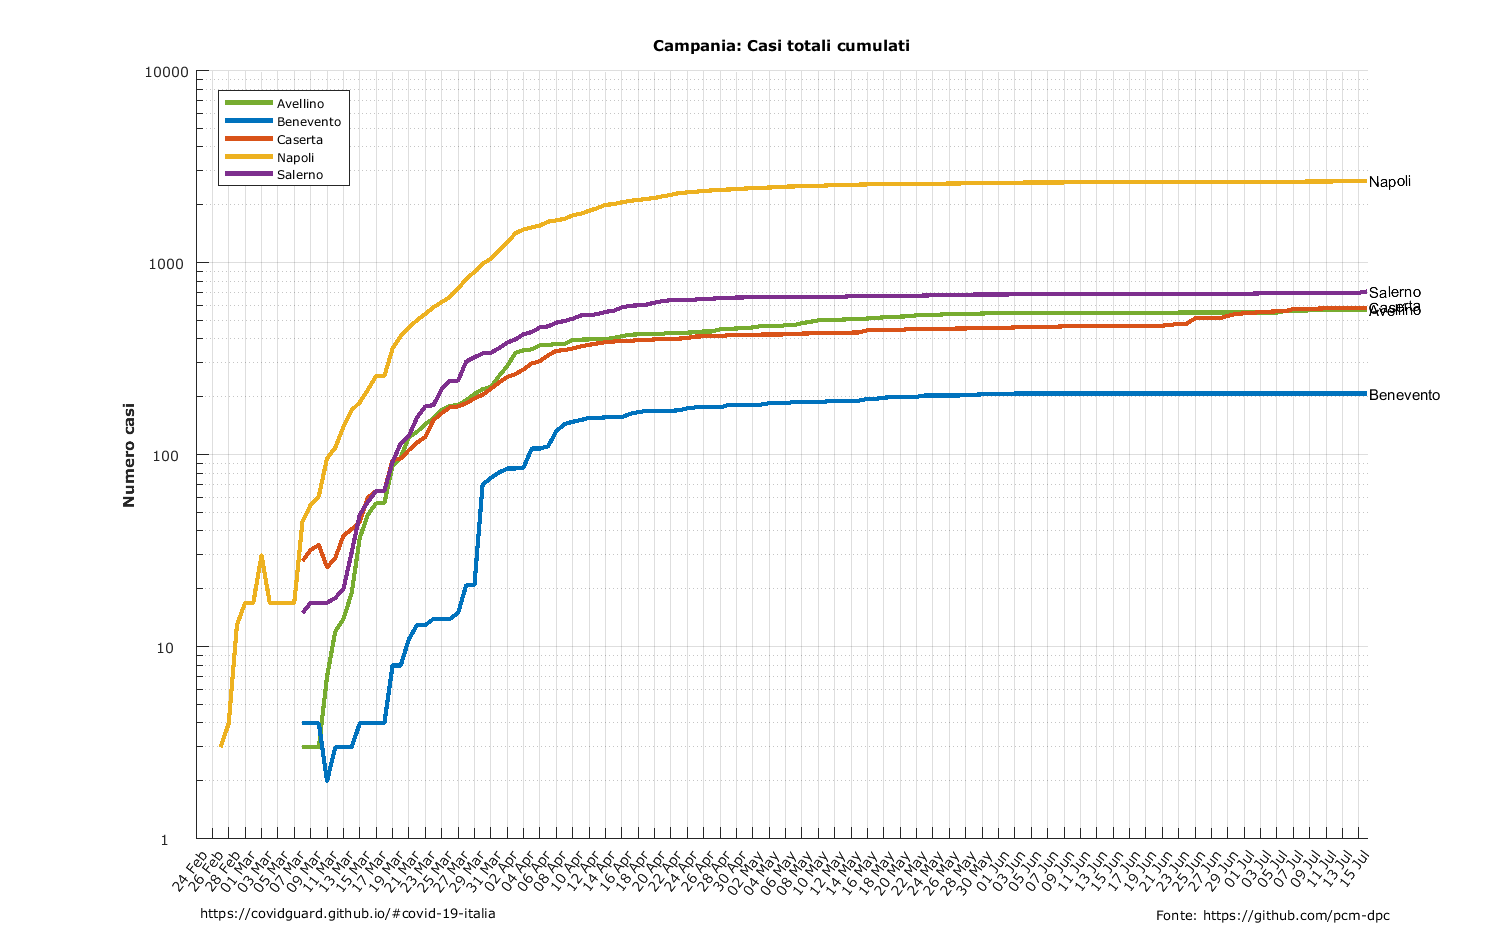 Campania: Casi totali cumulati
10000
1000
100
10
1
Numero casi
Avellino
Benevento
Caserta
Napoli
Salerno
Napoli
Salerno
Caserta
Avellino
Benevento
24 Feb
26 Feb
28 Feb
01 Mar
03 Mar
05 Mar
07 Mar
09 Mar
11 Mar
13 Mar
15 Mar
17 Mar
19 Mar
21 Mar
23 Mar
25 Mar
27 Mar
29 Mar
31 Mar
02 Apr
04 Apr
06 Apr
08 Apr
10 Apr
12 Apr
14 Apr
16 Apr
18 Apr
20 Apr
22 Apr
24 Apr
26 Apr
28 Apr
30 Apr
02 May
04 May
06 May
08 May
10 May
12 May
14 May
16 May
18 May
20 May
22 May
24 May
26 May
28 May
30 May
01 Jun
03 Jun
05 Jun
07 Jun
09 Jun
11 Jun
13 Jun
15 Jun
17 Jun
19 Jun
21 Jun
23 Jun
25 Jun
27 Jun
29 Jun
01 Jul
03 Jul
05 Jul
07 Jul
09 Jul
11 Jul
13 Jul
15 Jul
https://covidguard.github.io/#covid-19-italia
Fonte: https://github.com/pcm-dpc